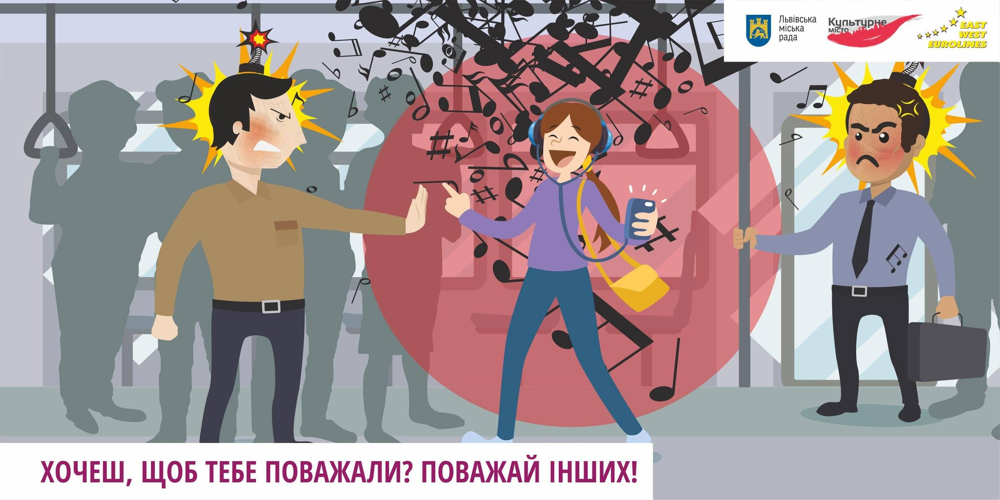 Львівська
міська
рада
Культурне
місто
EAST
WEST
EUROLINES
ХОЧЕШ, ЩОБ ТЕБЕ ПОВАЖАЛИ? ПОВАЖАЙ ІНШИХ!